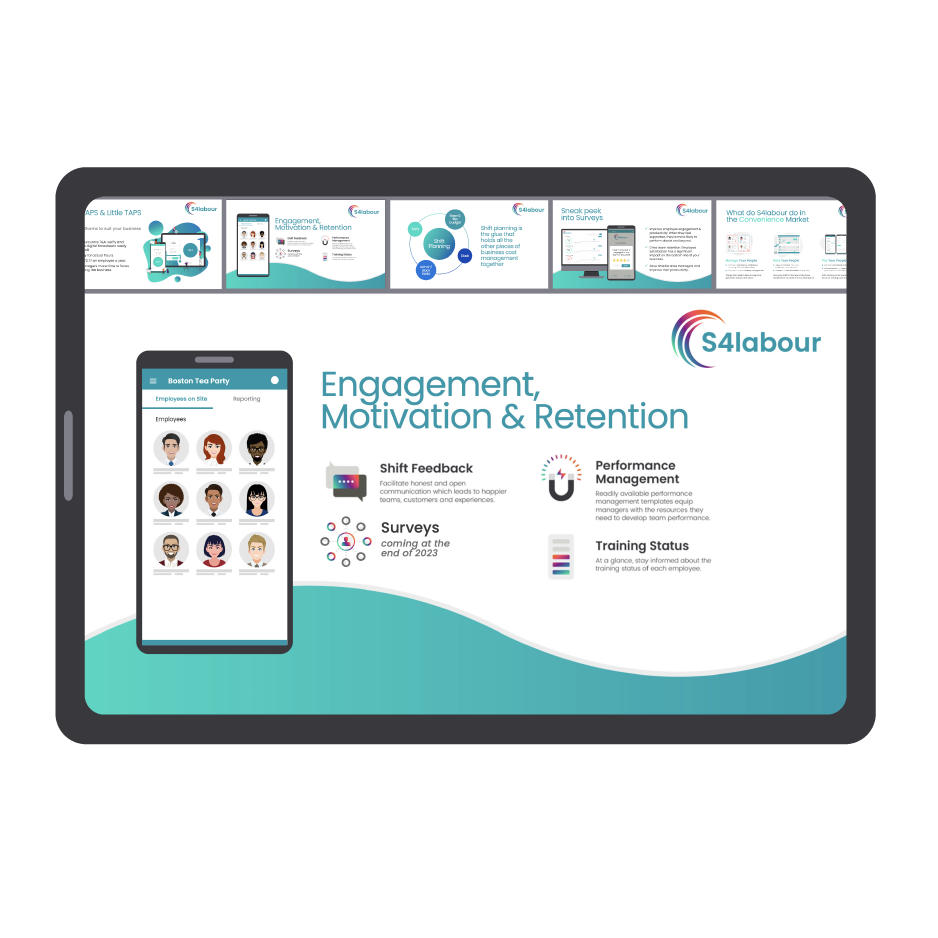 APS & Little TAPS
S4labour
Engagement,
Motivation & Retention
S4labour
Shift
Planning
Shift planning is
the glue that
holds all the
other pieces of
business cost
management
together
S4labour
Sneak peek
into Surveys
S4labour
What do S4labour do in
the Convenience Market
S4labour
Boston Tea Party
Employees on Site
Reporting
Employees
Engagement,
Motivation & Retention
Shift Feedback
Facilitate honest and open
communication which leads to happier
teams, customers and experiences.
Surveys
coming at the
end of 2023
Performance
Management
Readily available performance
management templates equip
managers with the resources they
need to develop team performance.
Training Status
At a glance, stay informed about the
training status of each employee.